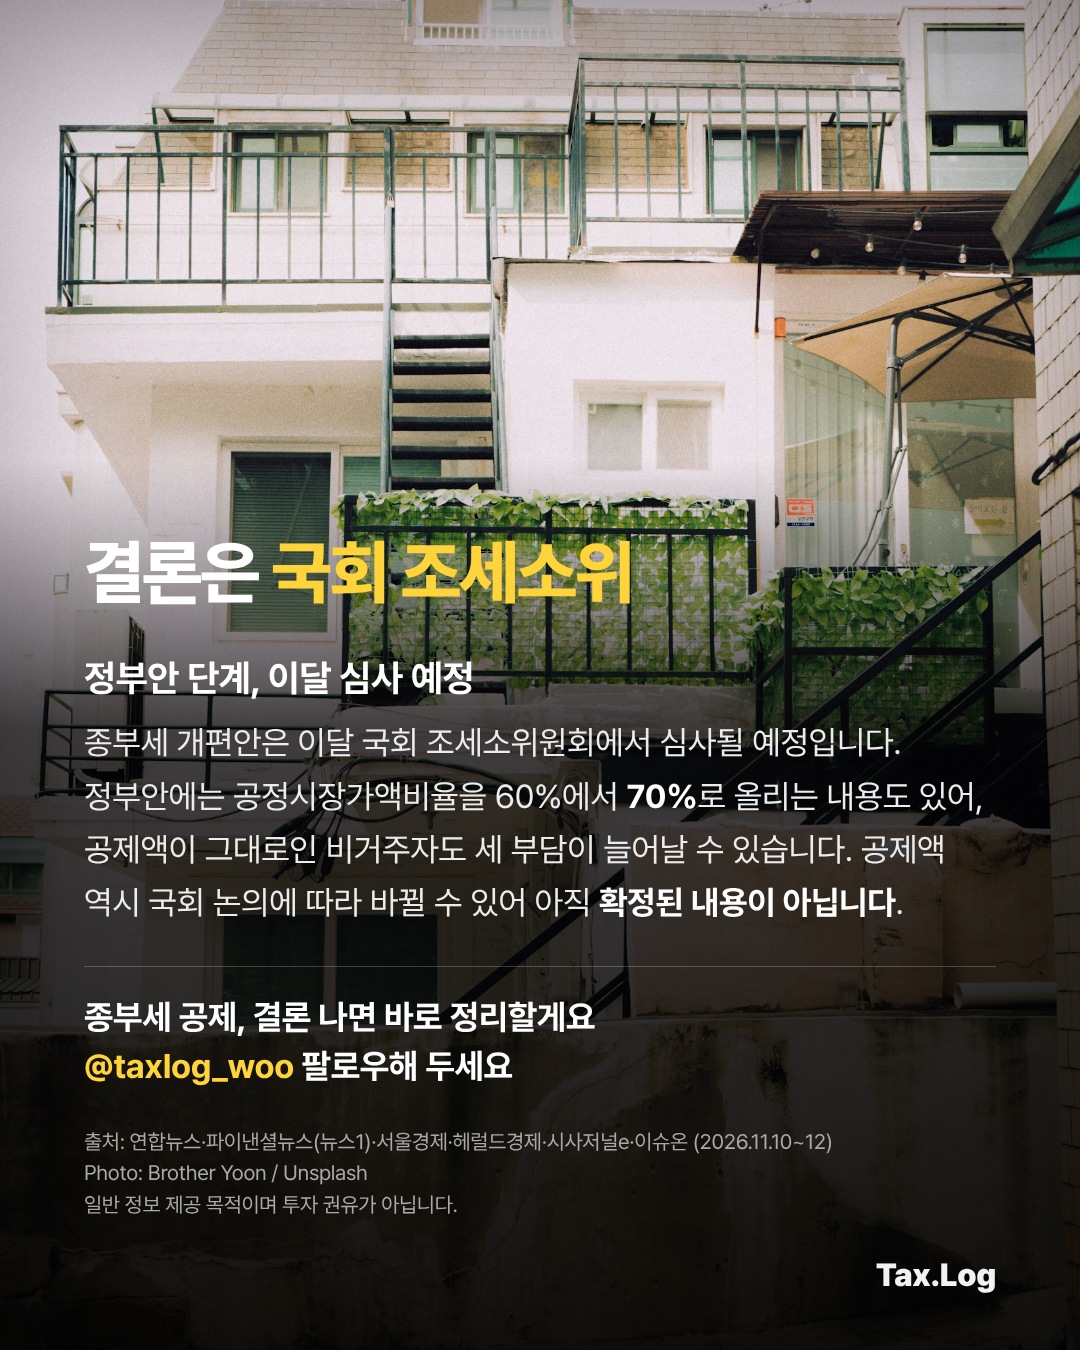 결론은 국회 조세소위
정부안 단계, 이달 심사 예정
종부세 개편안은 이달 국회 조세소위원회에서 심사될 예정입니다.
정부안에는 공정시장가액비율을 60%에서 70%로 올리는 내용도 있어,
공제액이 그대로인 비거주자도 세 부담이 늘어날 수 있습니다. 공제액
역시 국회 논의에 따라 바뀔 수 있어 아직 확정된 내용이 아닙니다.
종부세 공제, 결론 나면 바로 정리할게요
@taxlog_woo 팔로우해 두세요
출처: 연합뉴스·파이낸셜뉴스(뉴스1)·서울경제·헤럴드경제·시사저널e·이슈온 (2026.11.10~12)
Photo: Brother Yoon / Unsplash
일반 정보 제공 목적이며 투자 권유가 아닙니다.
Tax.Log